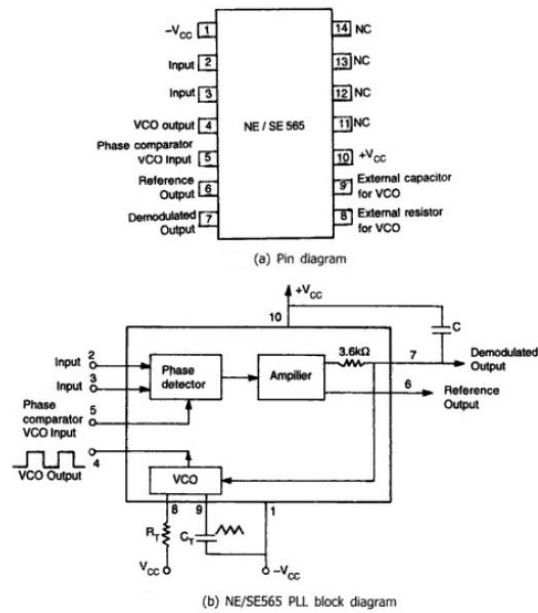 -VCC 1
14 NC
Input 2
13 NC
Input 3
12 NC
VCO output 4
NE / SE 565
11 NC
Phase comparator
VCO Input 5
10 +VCC
Reference
Output 6
9 External capacitor
for VCO
Demodulated
Output 7
8 External resistor
for VCO
(a) Pin diagram
+VCC
10
C
3.6kΩ
7
Demodulated
Output
Input 2
Input 3
Phase
detector
Ampilier
6
Reference
Output
Phase
comparator
VCO Input
5
VCO Output
4
VCO
8
9
1
RT
CT
VCC
-VCC
(b) NE/SE565 PLL block diagram